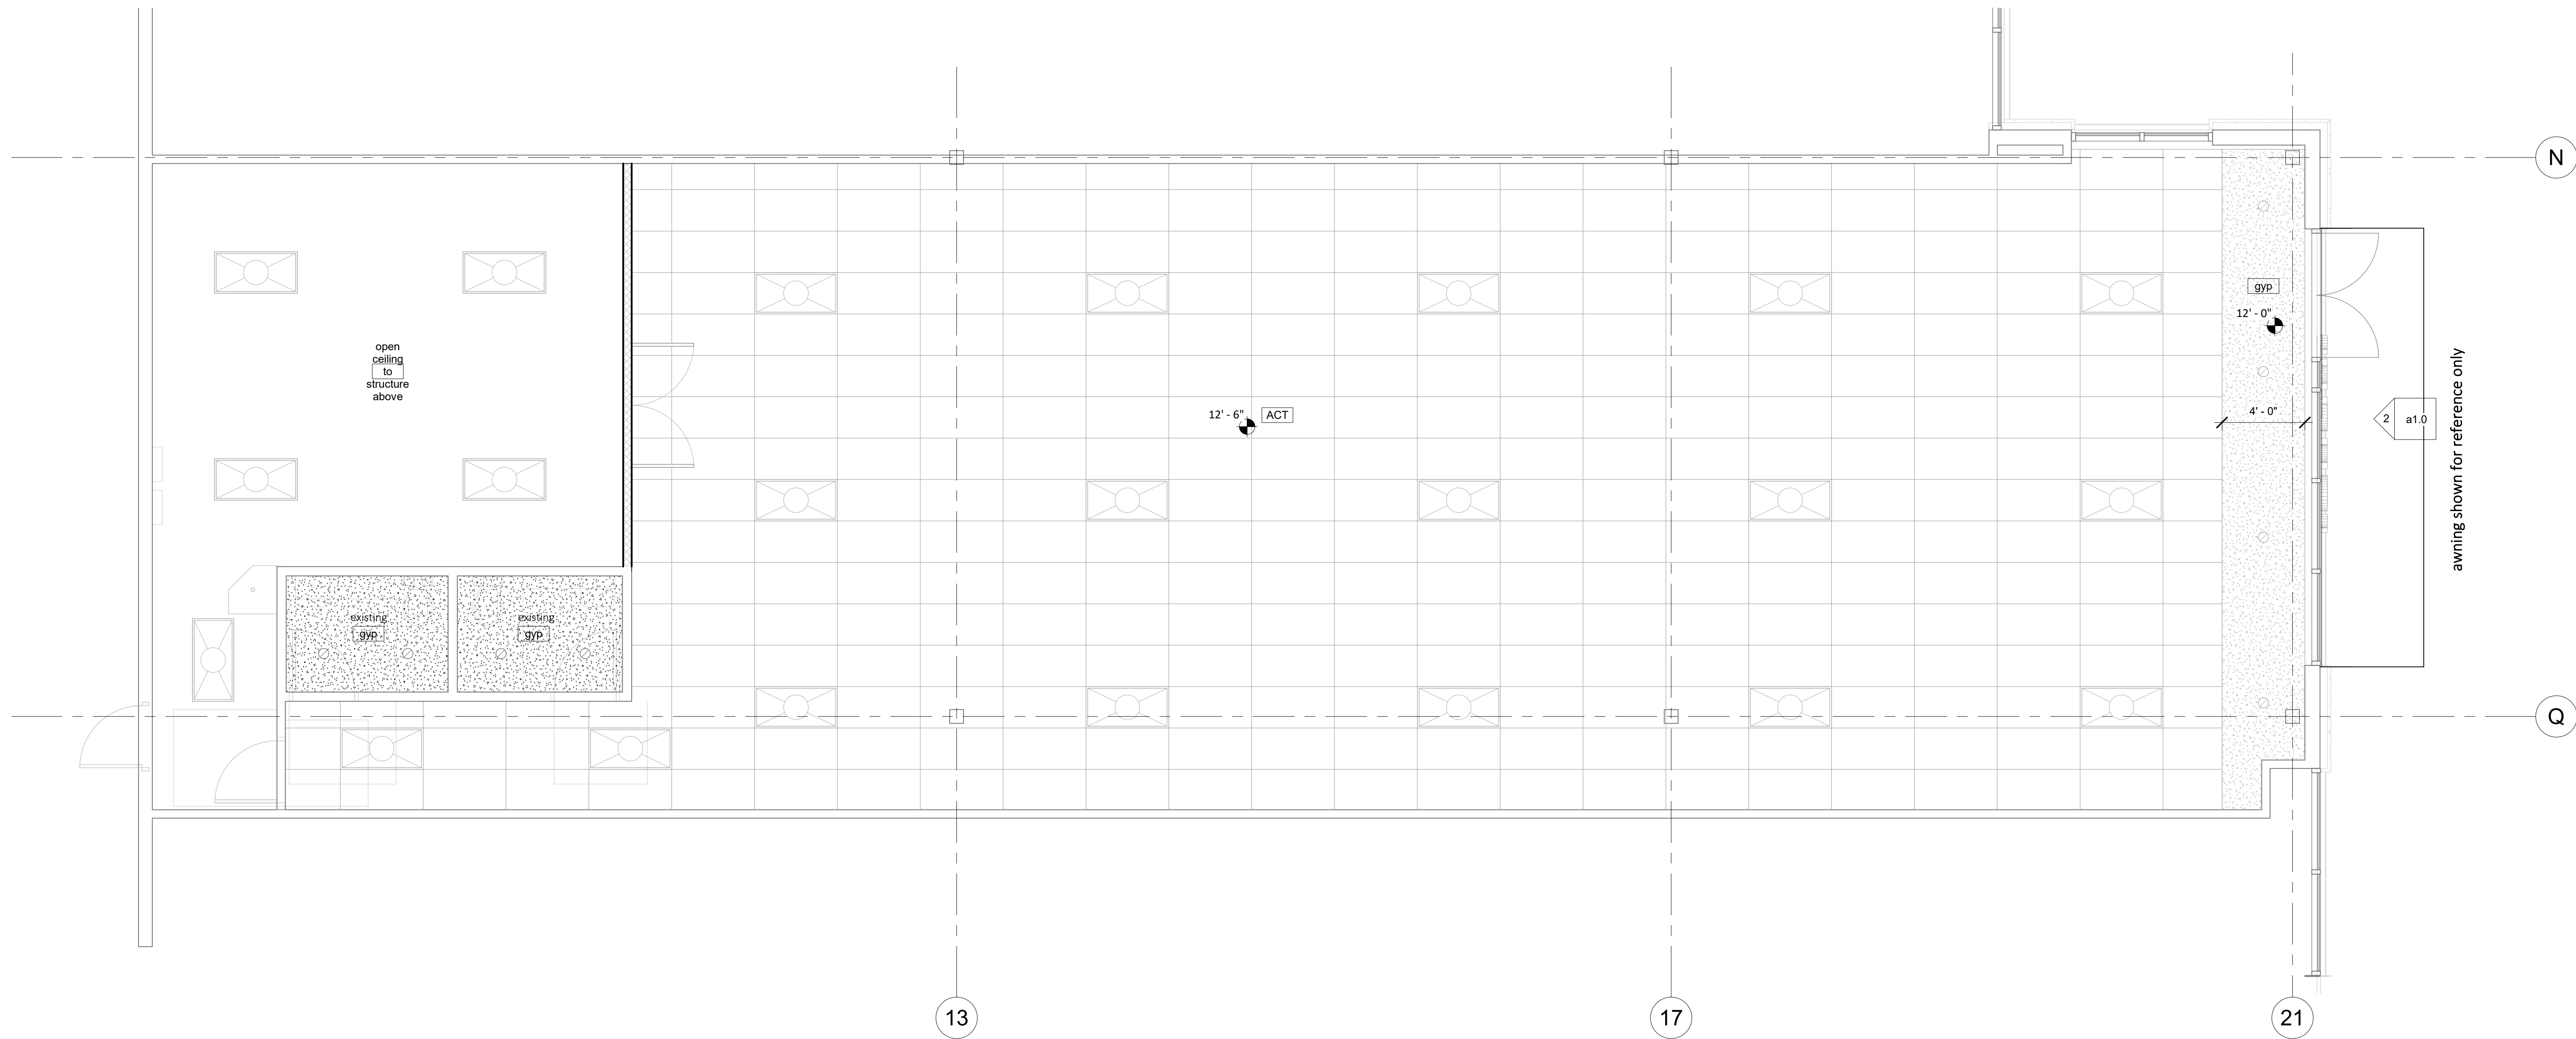 N
open
ceiling
to
structure
above
gyp
12' - 0"
12' - 6"
ACT
4' - 0"
2
a1.0
awning shown for reference only
existing
gyp
existing
gyp
Q
13
17
21